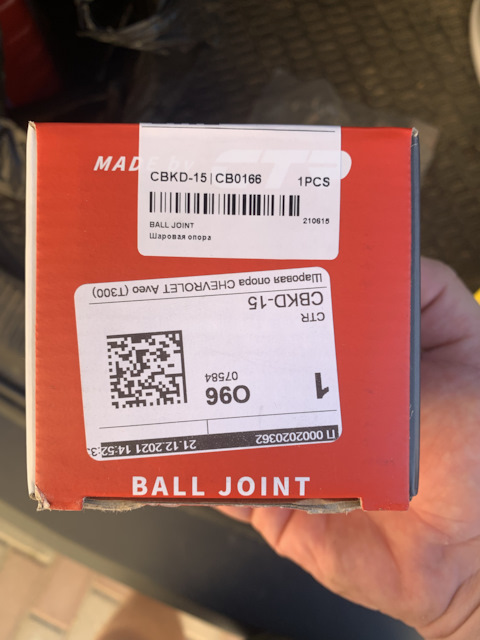 MADE by CTR
CBKD-15 | CB0166 1PCS
210615
BALL JOINT
Шаровая опора
Шаровая опора CHEVROLET Aveo (T300)
CBKD-15
CTR
1 O96
07584
П 0002020362 21.12.2021 14:52:3
BALL JOINT